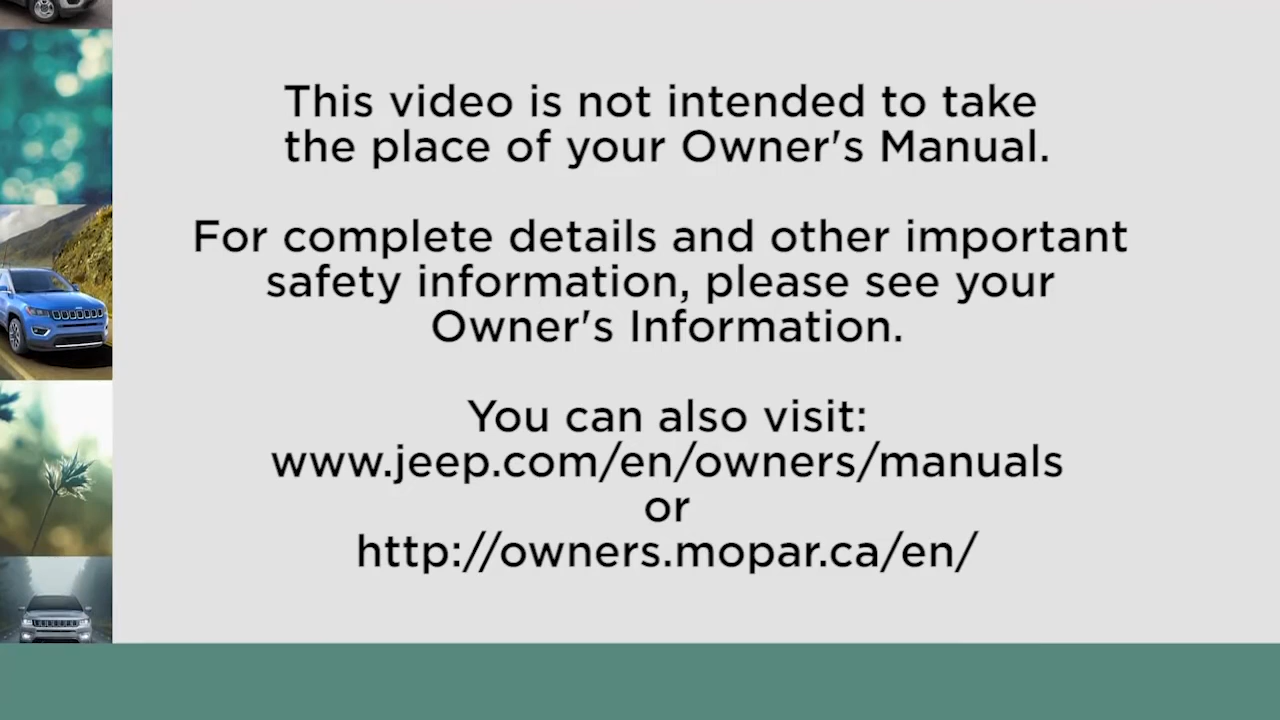 This video is not intended to take
the place of your Owner's Manual.
For complete details and other important
safety information, please see your
Owner's Information.
You can also visit:
www.jeep.com/en/owners/manuals
or
http://owners.mopar.ca/en/